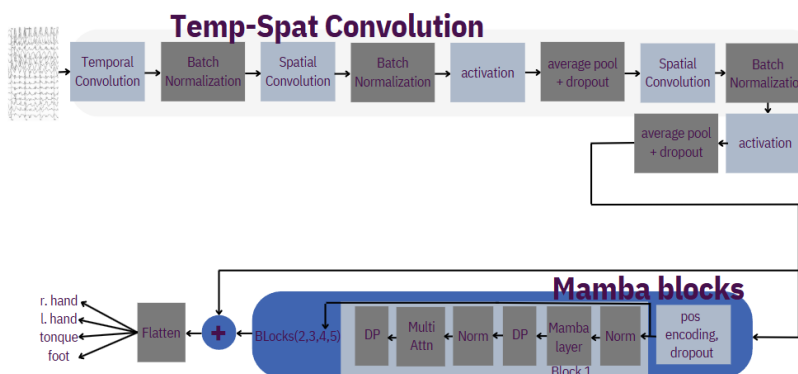 Temp-Spat Convolution
Temporal
Convolution
Batch
Normalization
Spatial
Convolution
Batch
Normalization
activation
average pool
+ dropout
Spatial
Convolution
Batch
Normalization
average pool
+ dropout
activation
Mamba blocks
r. hand
l. hand
tonque
foot
Flatten
+
BLocks(2,3,4,5)
DP
Multi
Attn
Norm
DP
Mamba
layer
Norm
pos
encoding,
dropout
Block 1